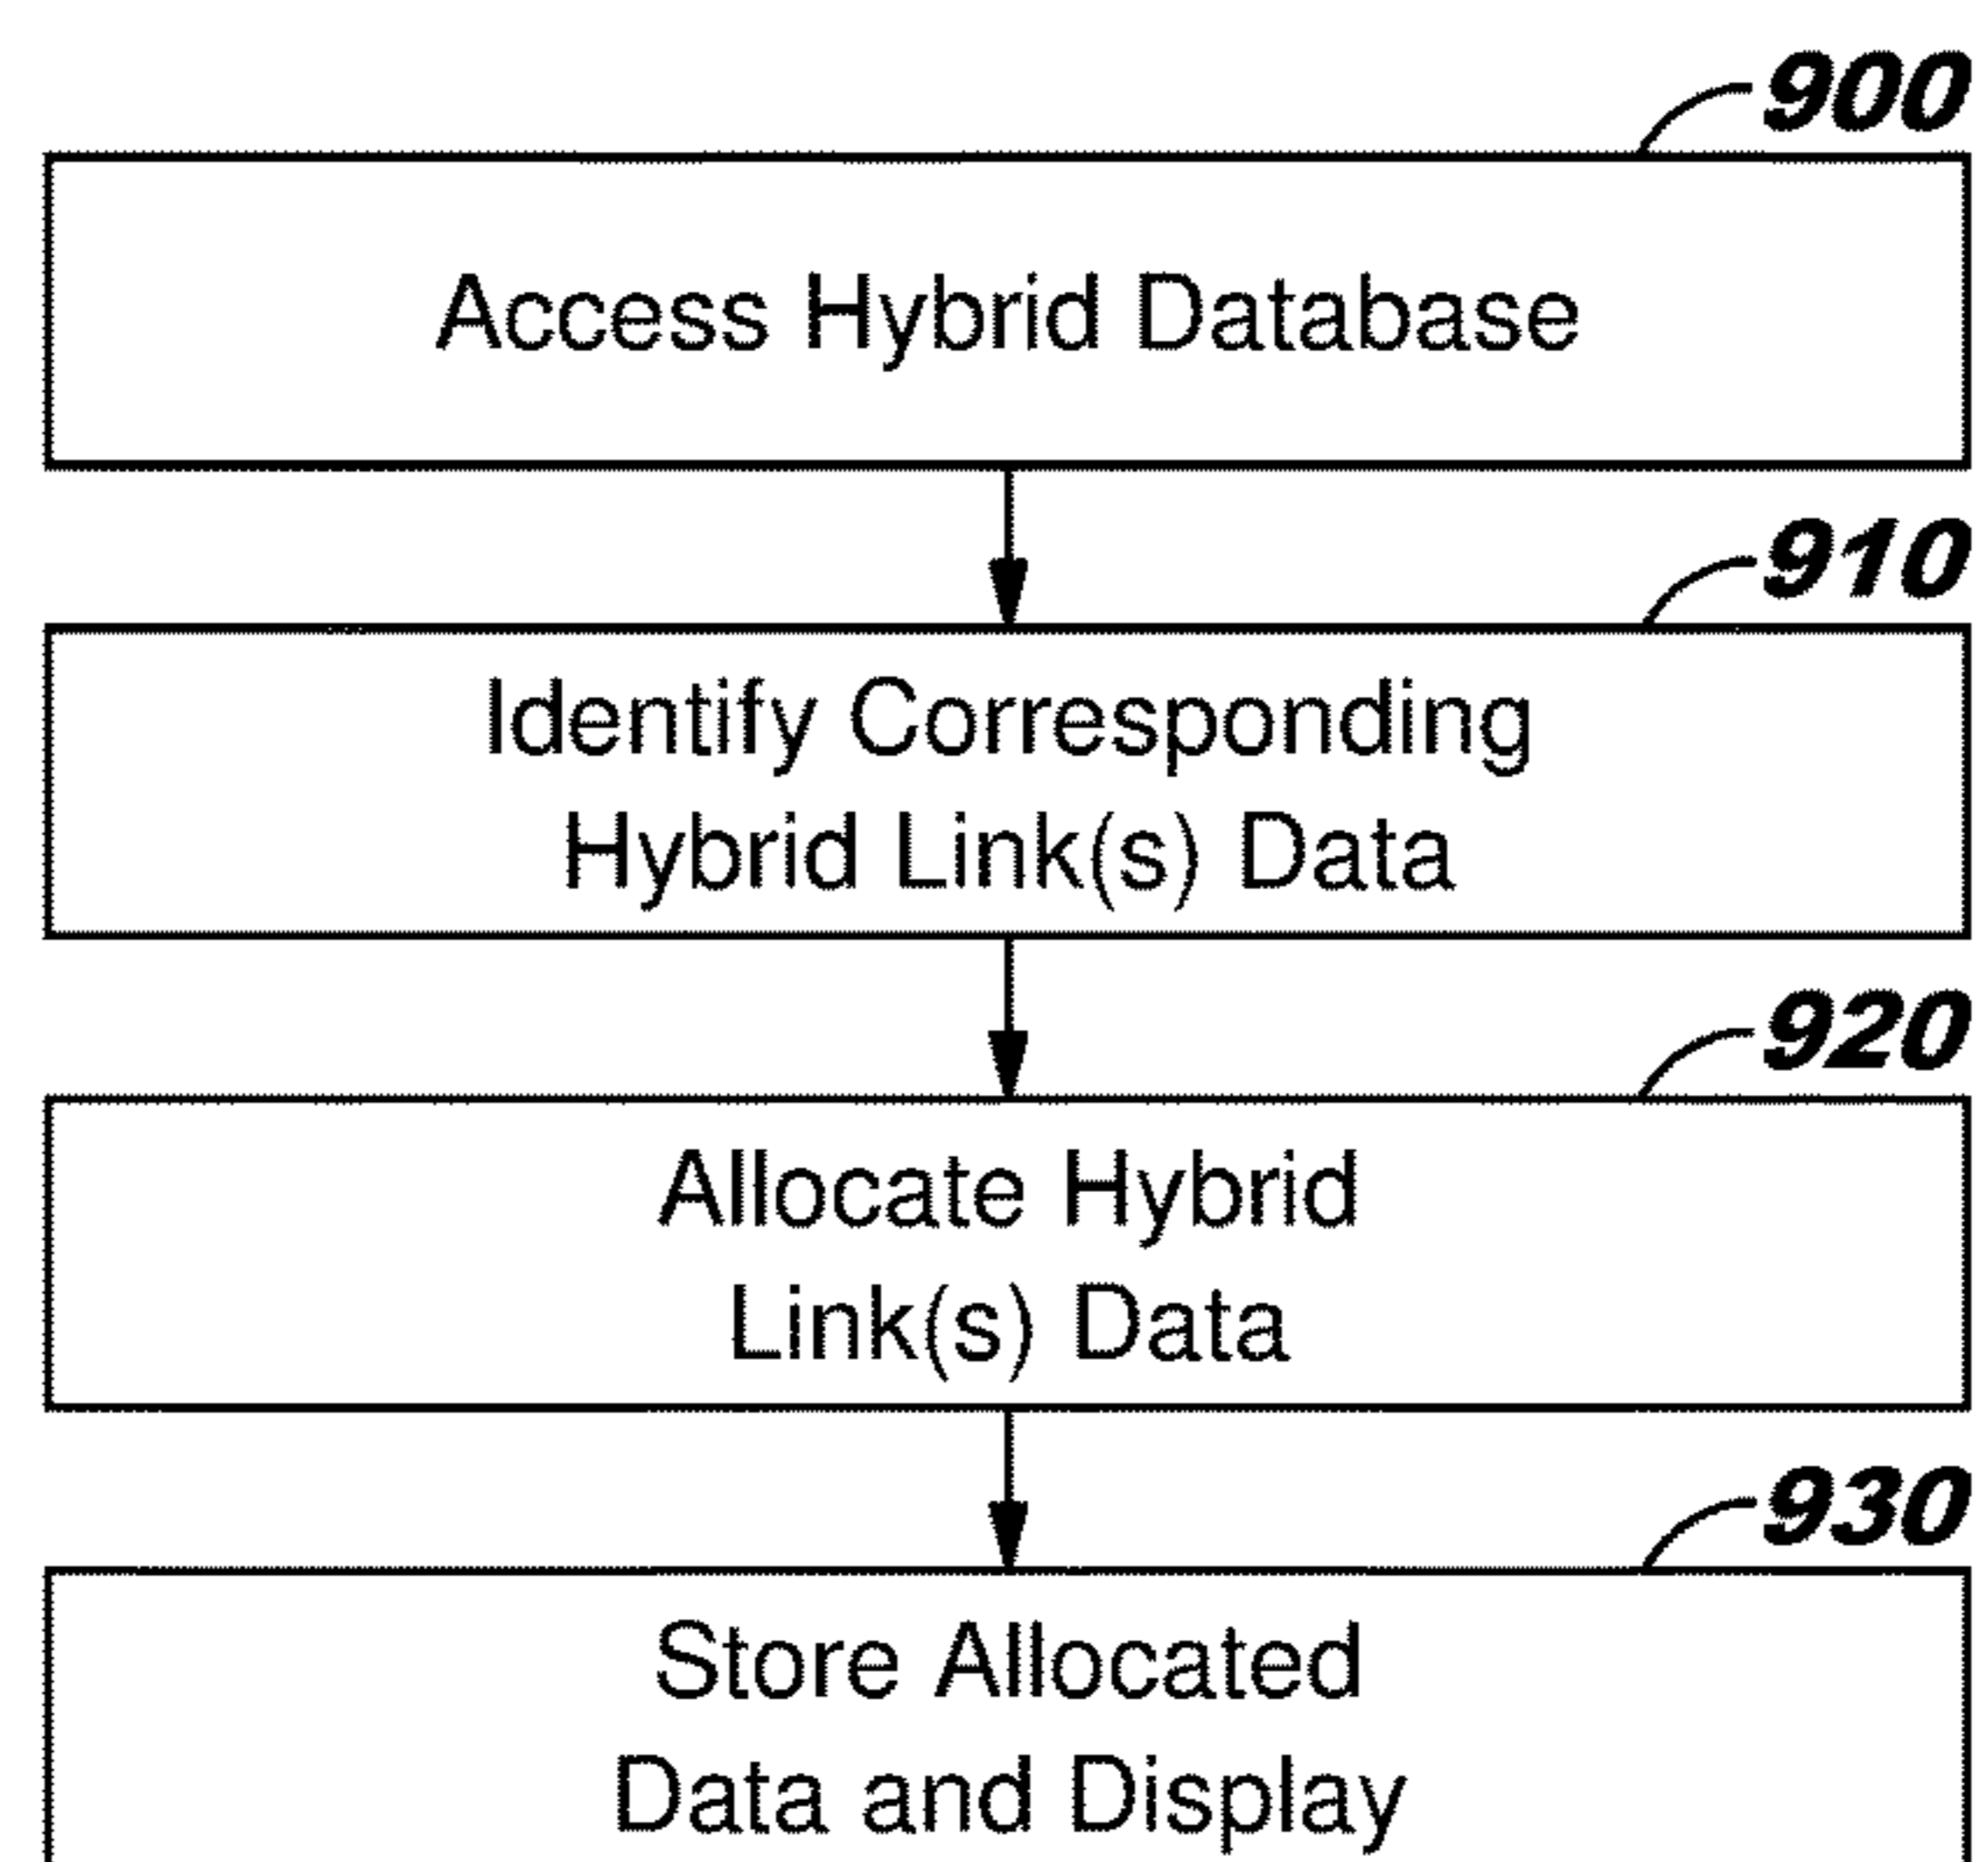 900
Access Hybrid Database
910
Identify Corresponding
Hybrid Link(s) Data
920
Allocate Hybrid
Link(s) Data
930
Store Allocated
Data and Display